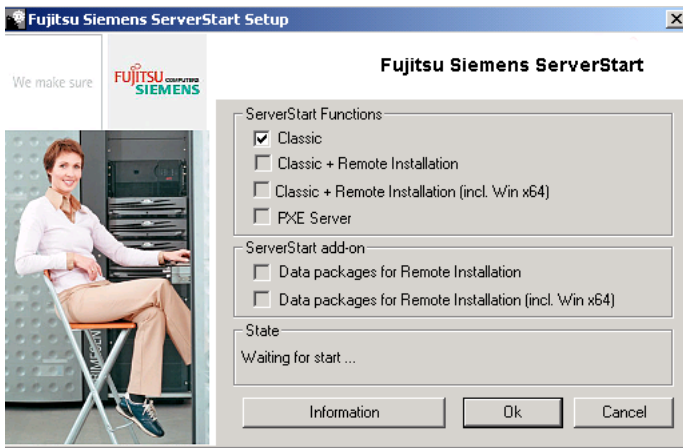 Fujitsu Siemens ServerStart Setup
We make sure
FUJITSU COMPUTERS
SIEMENS
Fujitsu Siemens ServerStart
ServerStart Functions
Classic
Classic + Remote Installation
Classic + Remote Installation (incl. Win x64)
PXE Server
ServerStart add-on
Data packages for Remote Installation
Data packages for Remote Installation (incl. Win x64)
State
Waiting for start ...
Information
Ok
Cancel